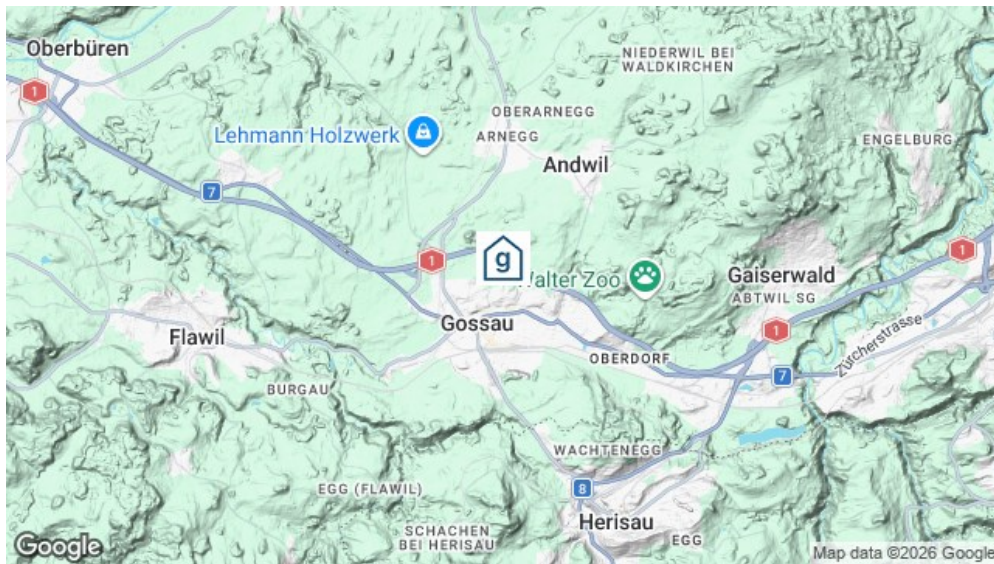 Oberbüren
NIEDERWIL BEI
WALDKIRCHEN
1
OBERARNEGG
Lehmann Holzwerk
ARNEGG
ENGELBURG
Andwil
7
1
g
1
Walter Zoo
Gaiserwald
ABTWIL SG
Gossau
1
Flawil
Zürcherstrasse
OBERDORF
7
BURGAU
WACHTENEGG
EGG (FLAWIL)
8
Herisau
SCHACHEN
BEI HERISAU
EGG
Google
Map data ©2026 Google